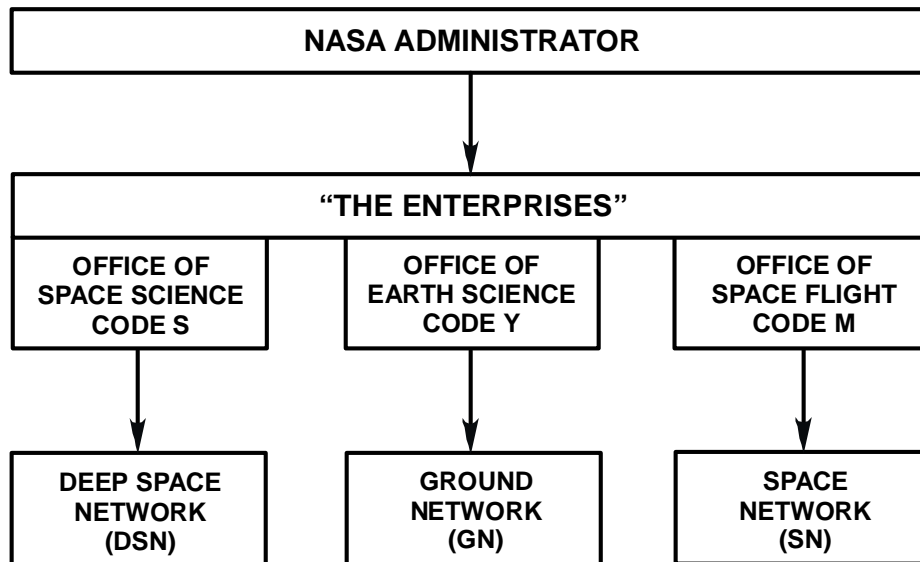 NASA ADMINISTRATOR
“THE ENTERPRISES”
OFFICE OF
SPACE SCIENCE
CODE S
OFFICE OF
EARTH SCIENCE
CODE Y
OFFICE OF
SPACE FLIGHT
CODE M
DEEP SPACE
NETWORK
(DSN)
GROUND
NETWORK
(GN)
SPACE
NETWORK
(SN)